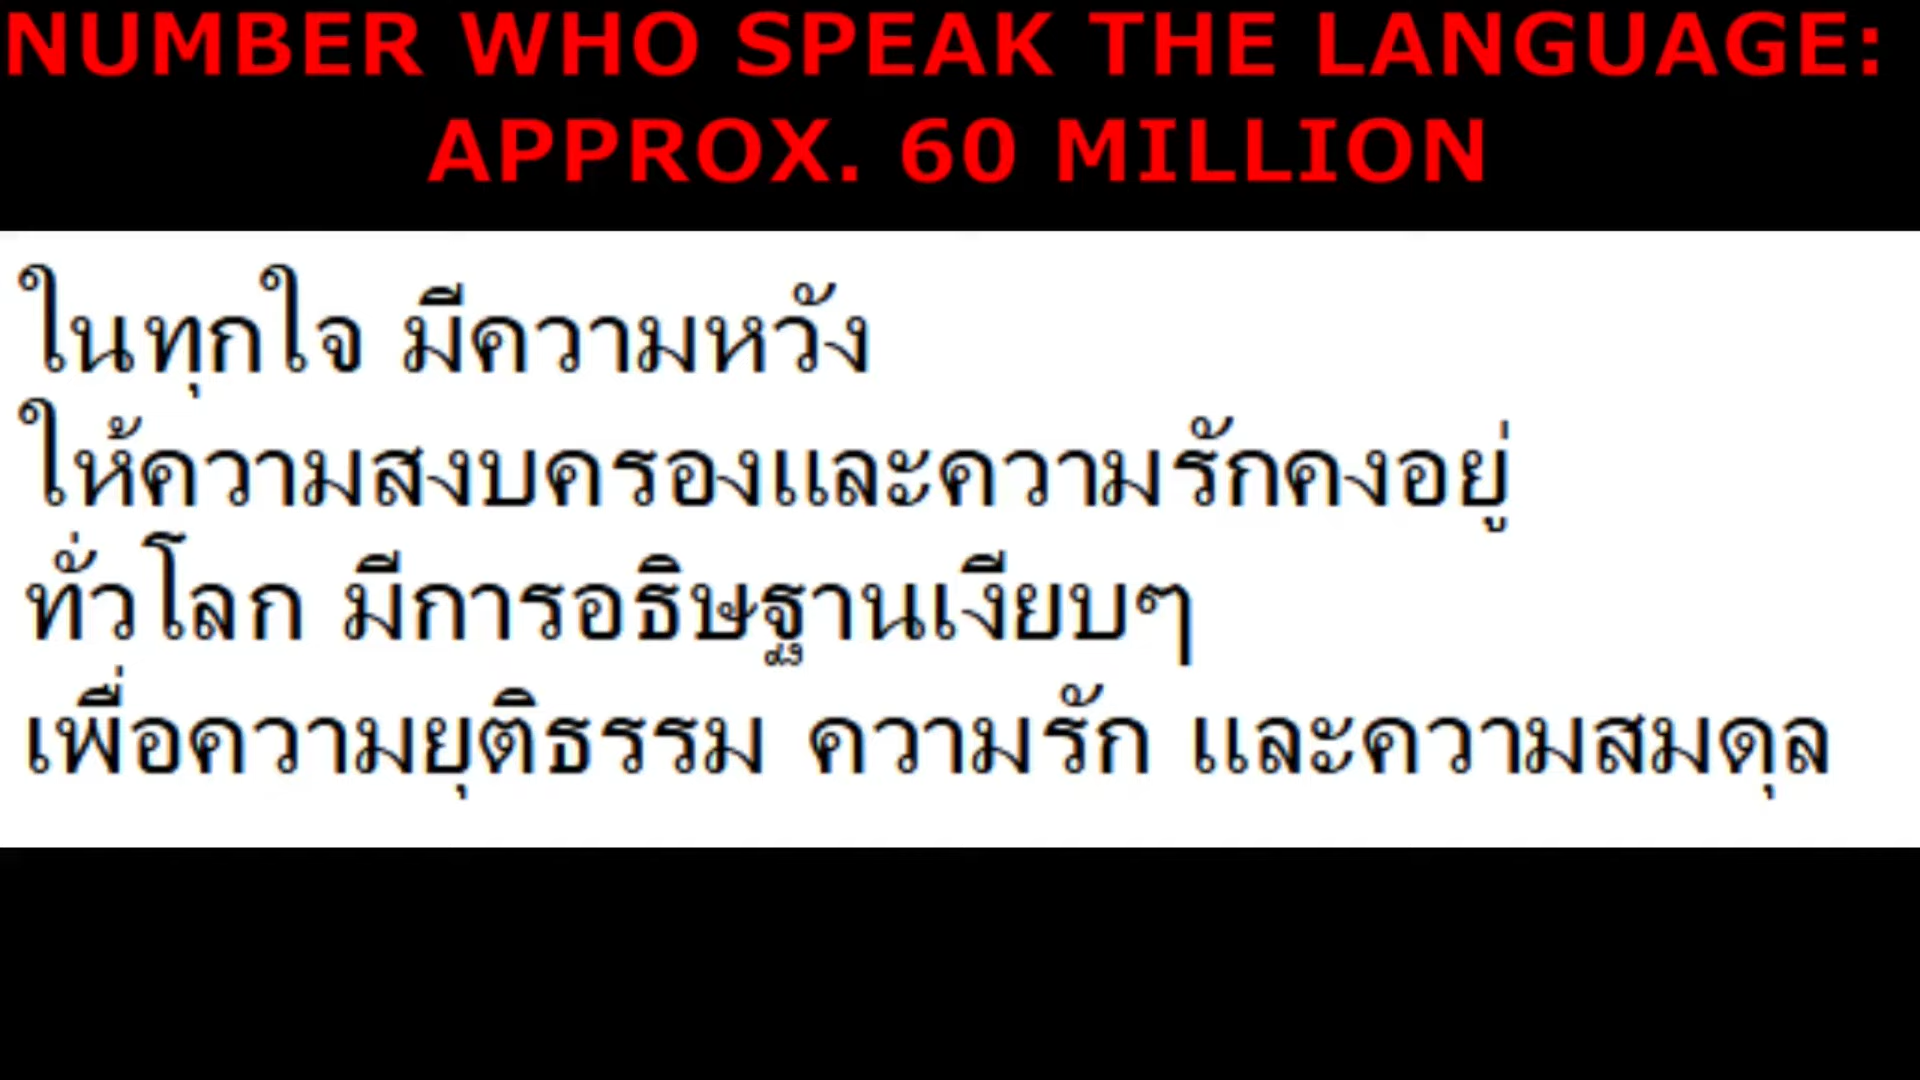 NUMBER WHO SPEAK THE LANGUAGE:
APPROX. 60 MILLION
ในทุกใจ มีความหวัง
ให้ความสงบครองและความรักคงอยู่
ทั่วโลก มีการอธิษฐานเงียบๆ
เพื่อความยุติธรรม ความรัก และความสมดุล